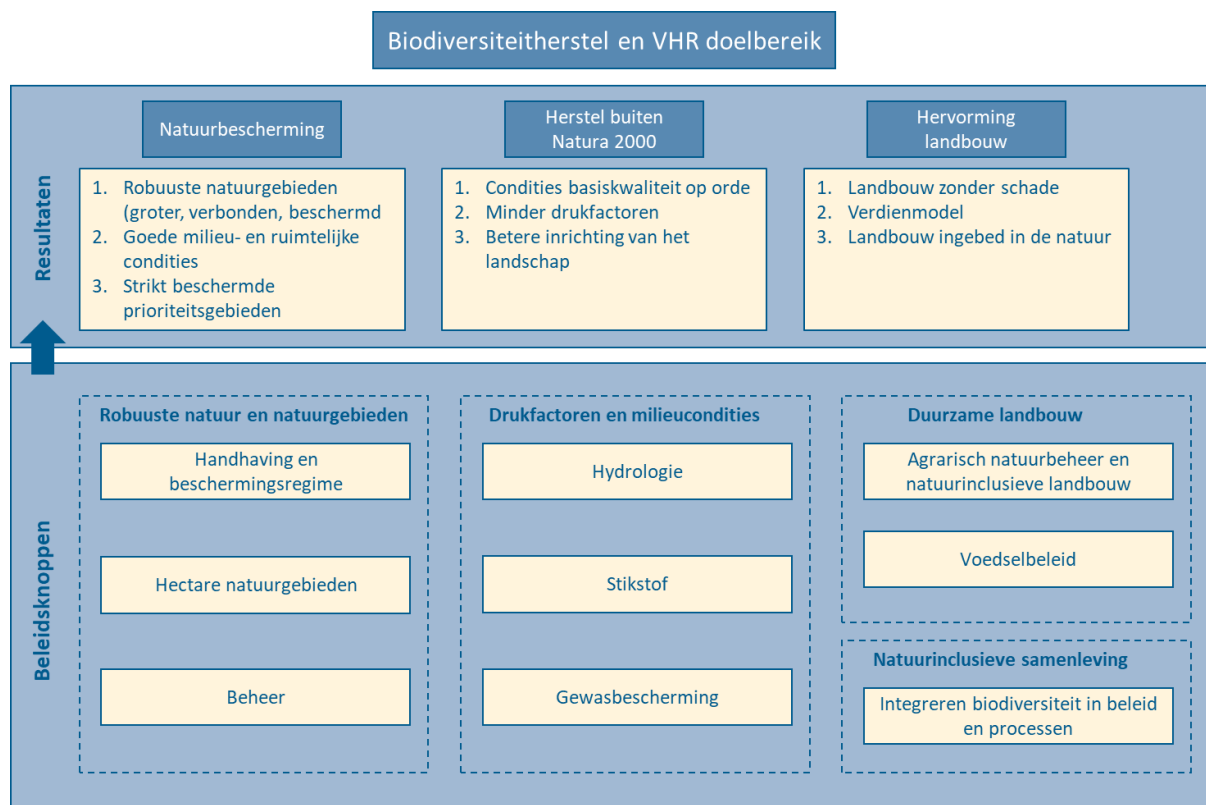 Biodiversiteitherstel en VHR doelbereik
Resultaten
Natuurbescherming
1. Robuuste natuurgebieden
(groter, verbonden, beschermd
2. Goede milieu- en ruimtelijke
condities
3. Strikt beschermde
prioriteitsgebieden
Herstel buiten
Natura 2000
1. Condities basiskwaliteit op orde
2. Minder drukfactoren
3. Betere inrichting van het
landschap
Hervorming
landbouw
1. Landbouw zonder schade
2. Verdienmodel
3. Landbouw ingebed in de natuur
Beleidsknoppen
Robuuste natuur en natuurgebieden
Handhaving en
beschermingsregime
Hectare natuurgebieden
Beheer
Drukfactoren en milieucondities
Hydrologie
Stikstof
Gewasbescherming
Duurzame landbouw
Agrarisch natuurbeheer en
natuurinclusieve landbouw
Voedselbeleid
Natuurinclusieve samenleving
Integreren biodiversiteit in beleid
en processen